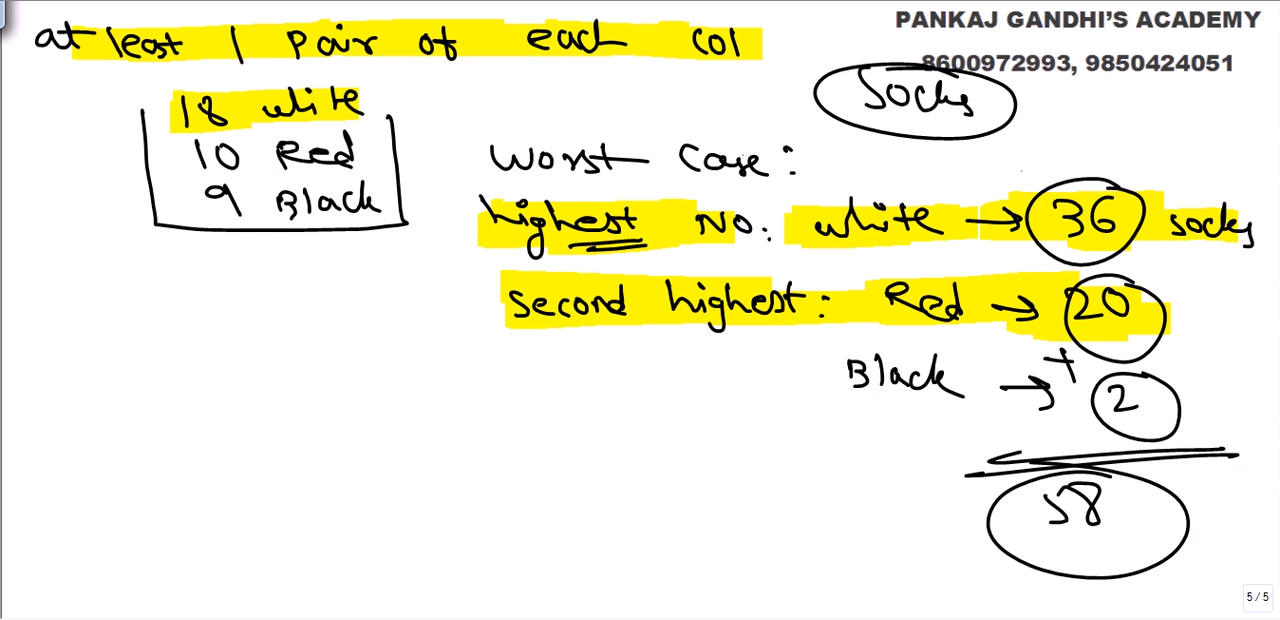 at least 1 pair of each col
PANKAJ GANDHI'S ACADEMY
8600972993, 9850424051
socks
18 white
10 Red
9 Black
worst case:
highest No: white → 36 socks
second highest: Red → 20
Black → + 2
58
5 / 5